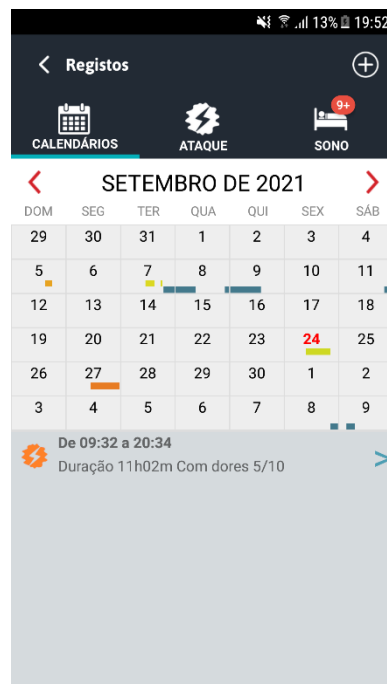 13% 19:52
Registos
9+
CALENDÁRIOS ATAQUE SONO
SETEMBRO DE 2021
DOM SEG TER QUA QUI SEX SÁB
29 30 31 1 2 3 4
5 6 7 8 9 10 11
12 13 14 15 16 17 18
19 20 21 22 23 24 25
26 27 28 29 30 1 2
3 4 5 6 7 8 9
De 09:32 a 20:34
Duração 11h02m Com dores 5/10